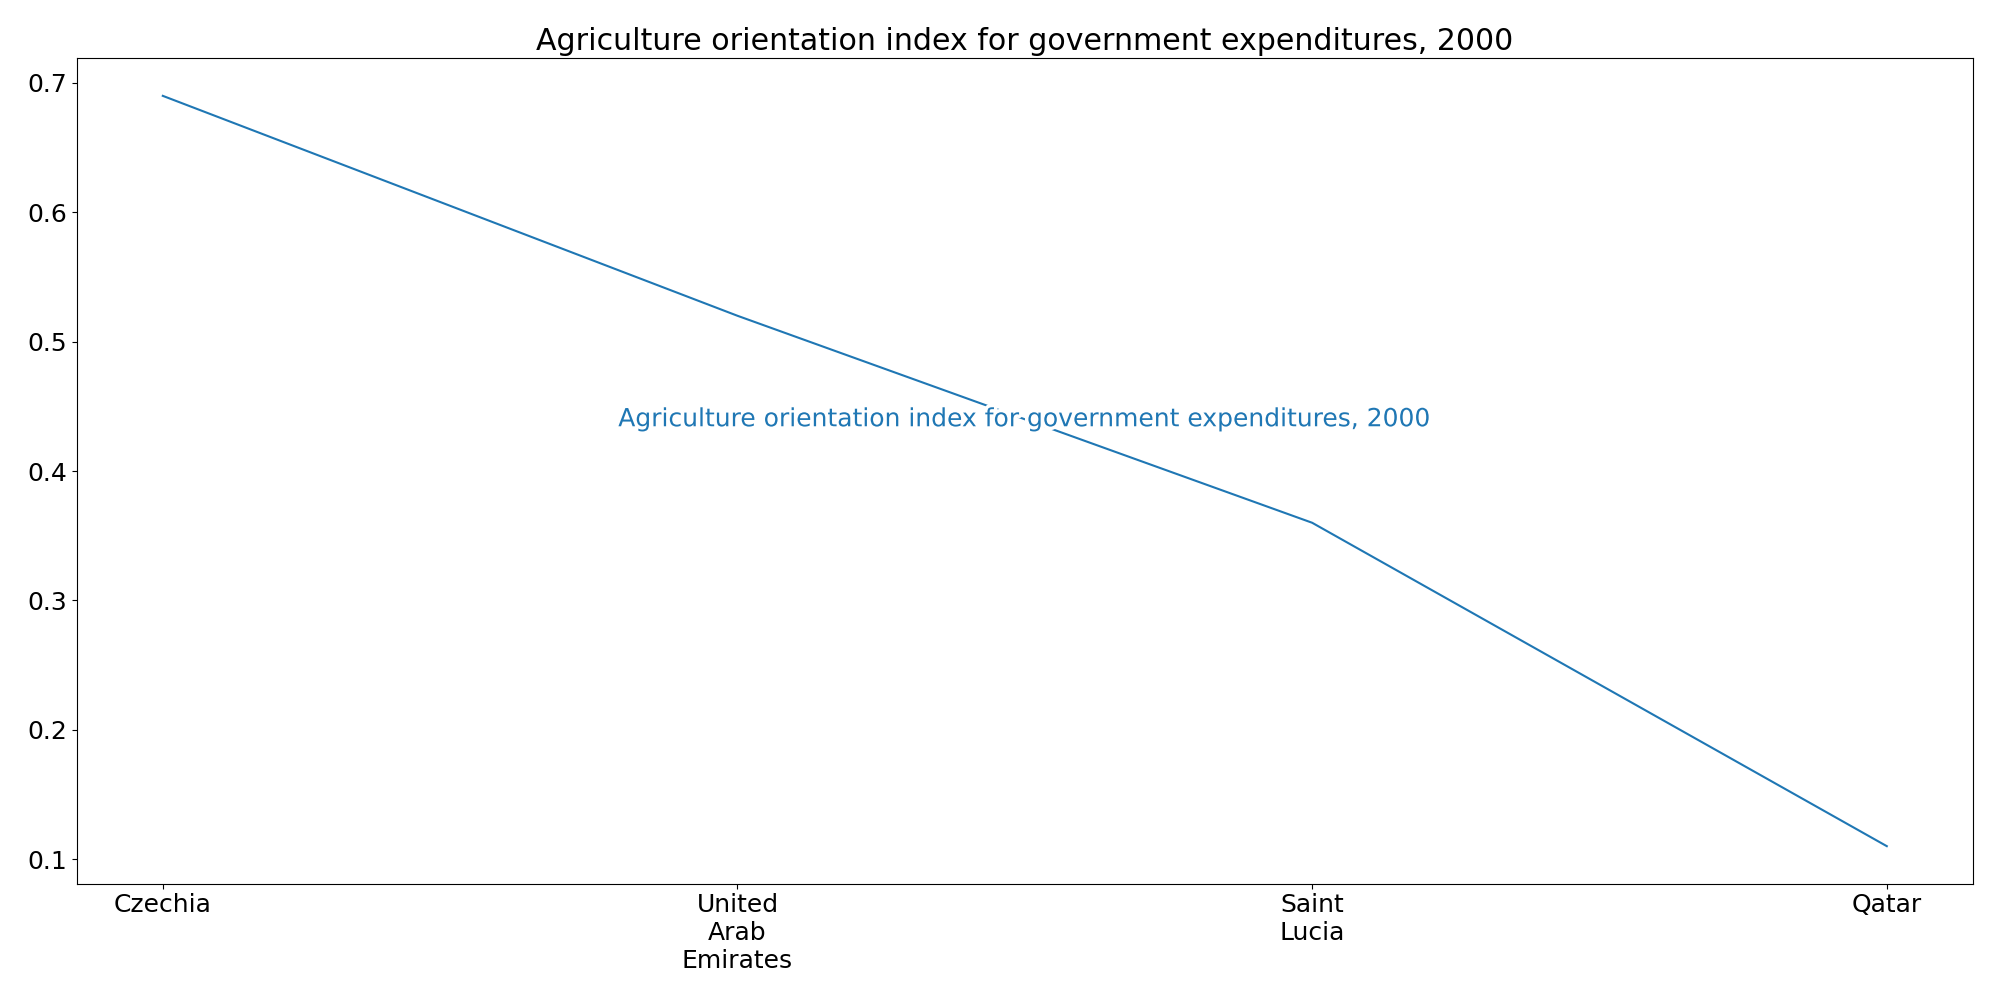 Agriculture orientation index for government expenditures, 2000
0.7
0.6
0.5
0.4
0.3
0.2
0.1
Agriculture orientation index for government expenditures, 2000
Czechia
United
Arab
Emirates
Saint
Lucia
Qatar